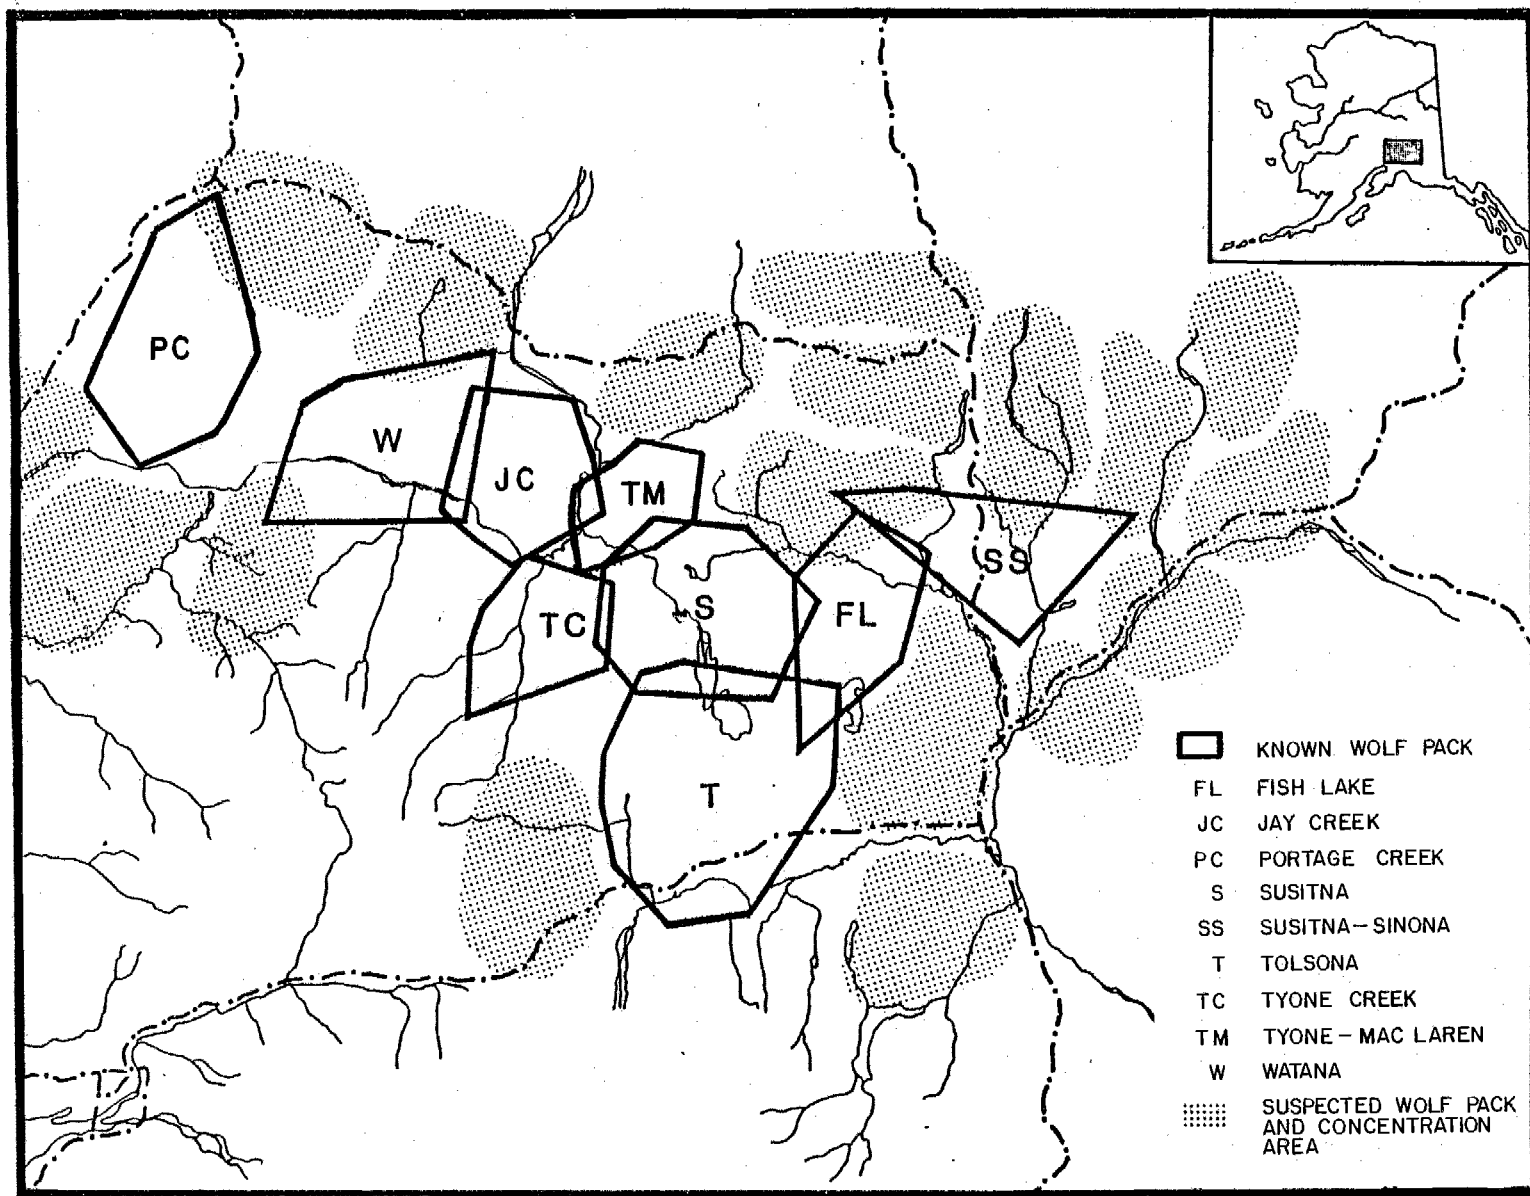 PC
W
JC
TM
SS
S
FL
TC
T
KNOWN WOLF PACK
FL FISH LAKE
JC JAY CREEK
PC PORTAGE CREEK
S SUSITNA
SS SUSITNA-SINONA
T TOLSONA
TC TYONE CREEK
TM TYONE-MAC LAREN
W WATANA
SUSPECTED WOLF PACK
AND CONCENTRATION
AREA